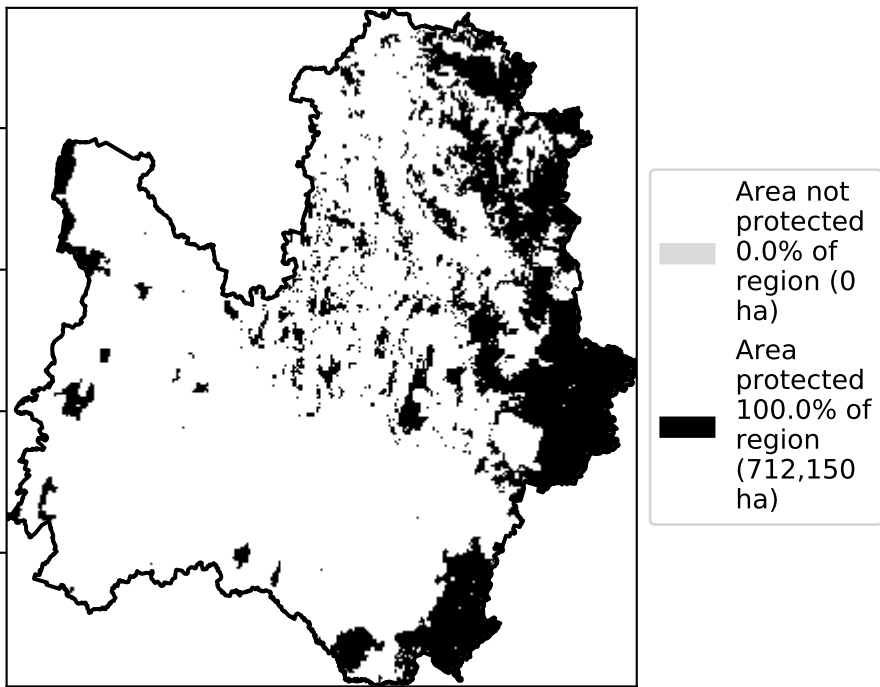 Area not
protected
0.0% of
region (0
ha)
Area
protected
100.0% of
region
(712,150
ha)